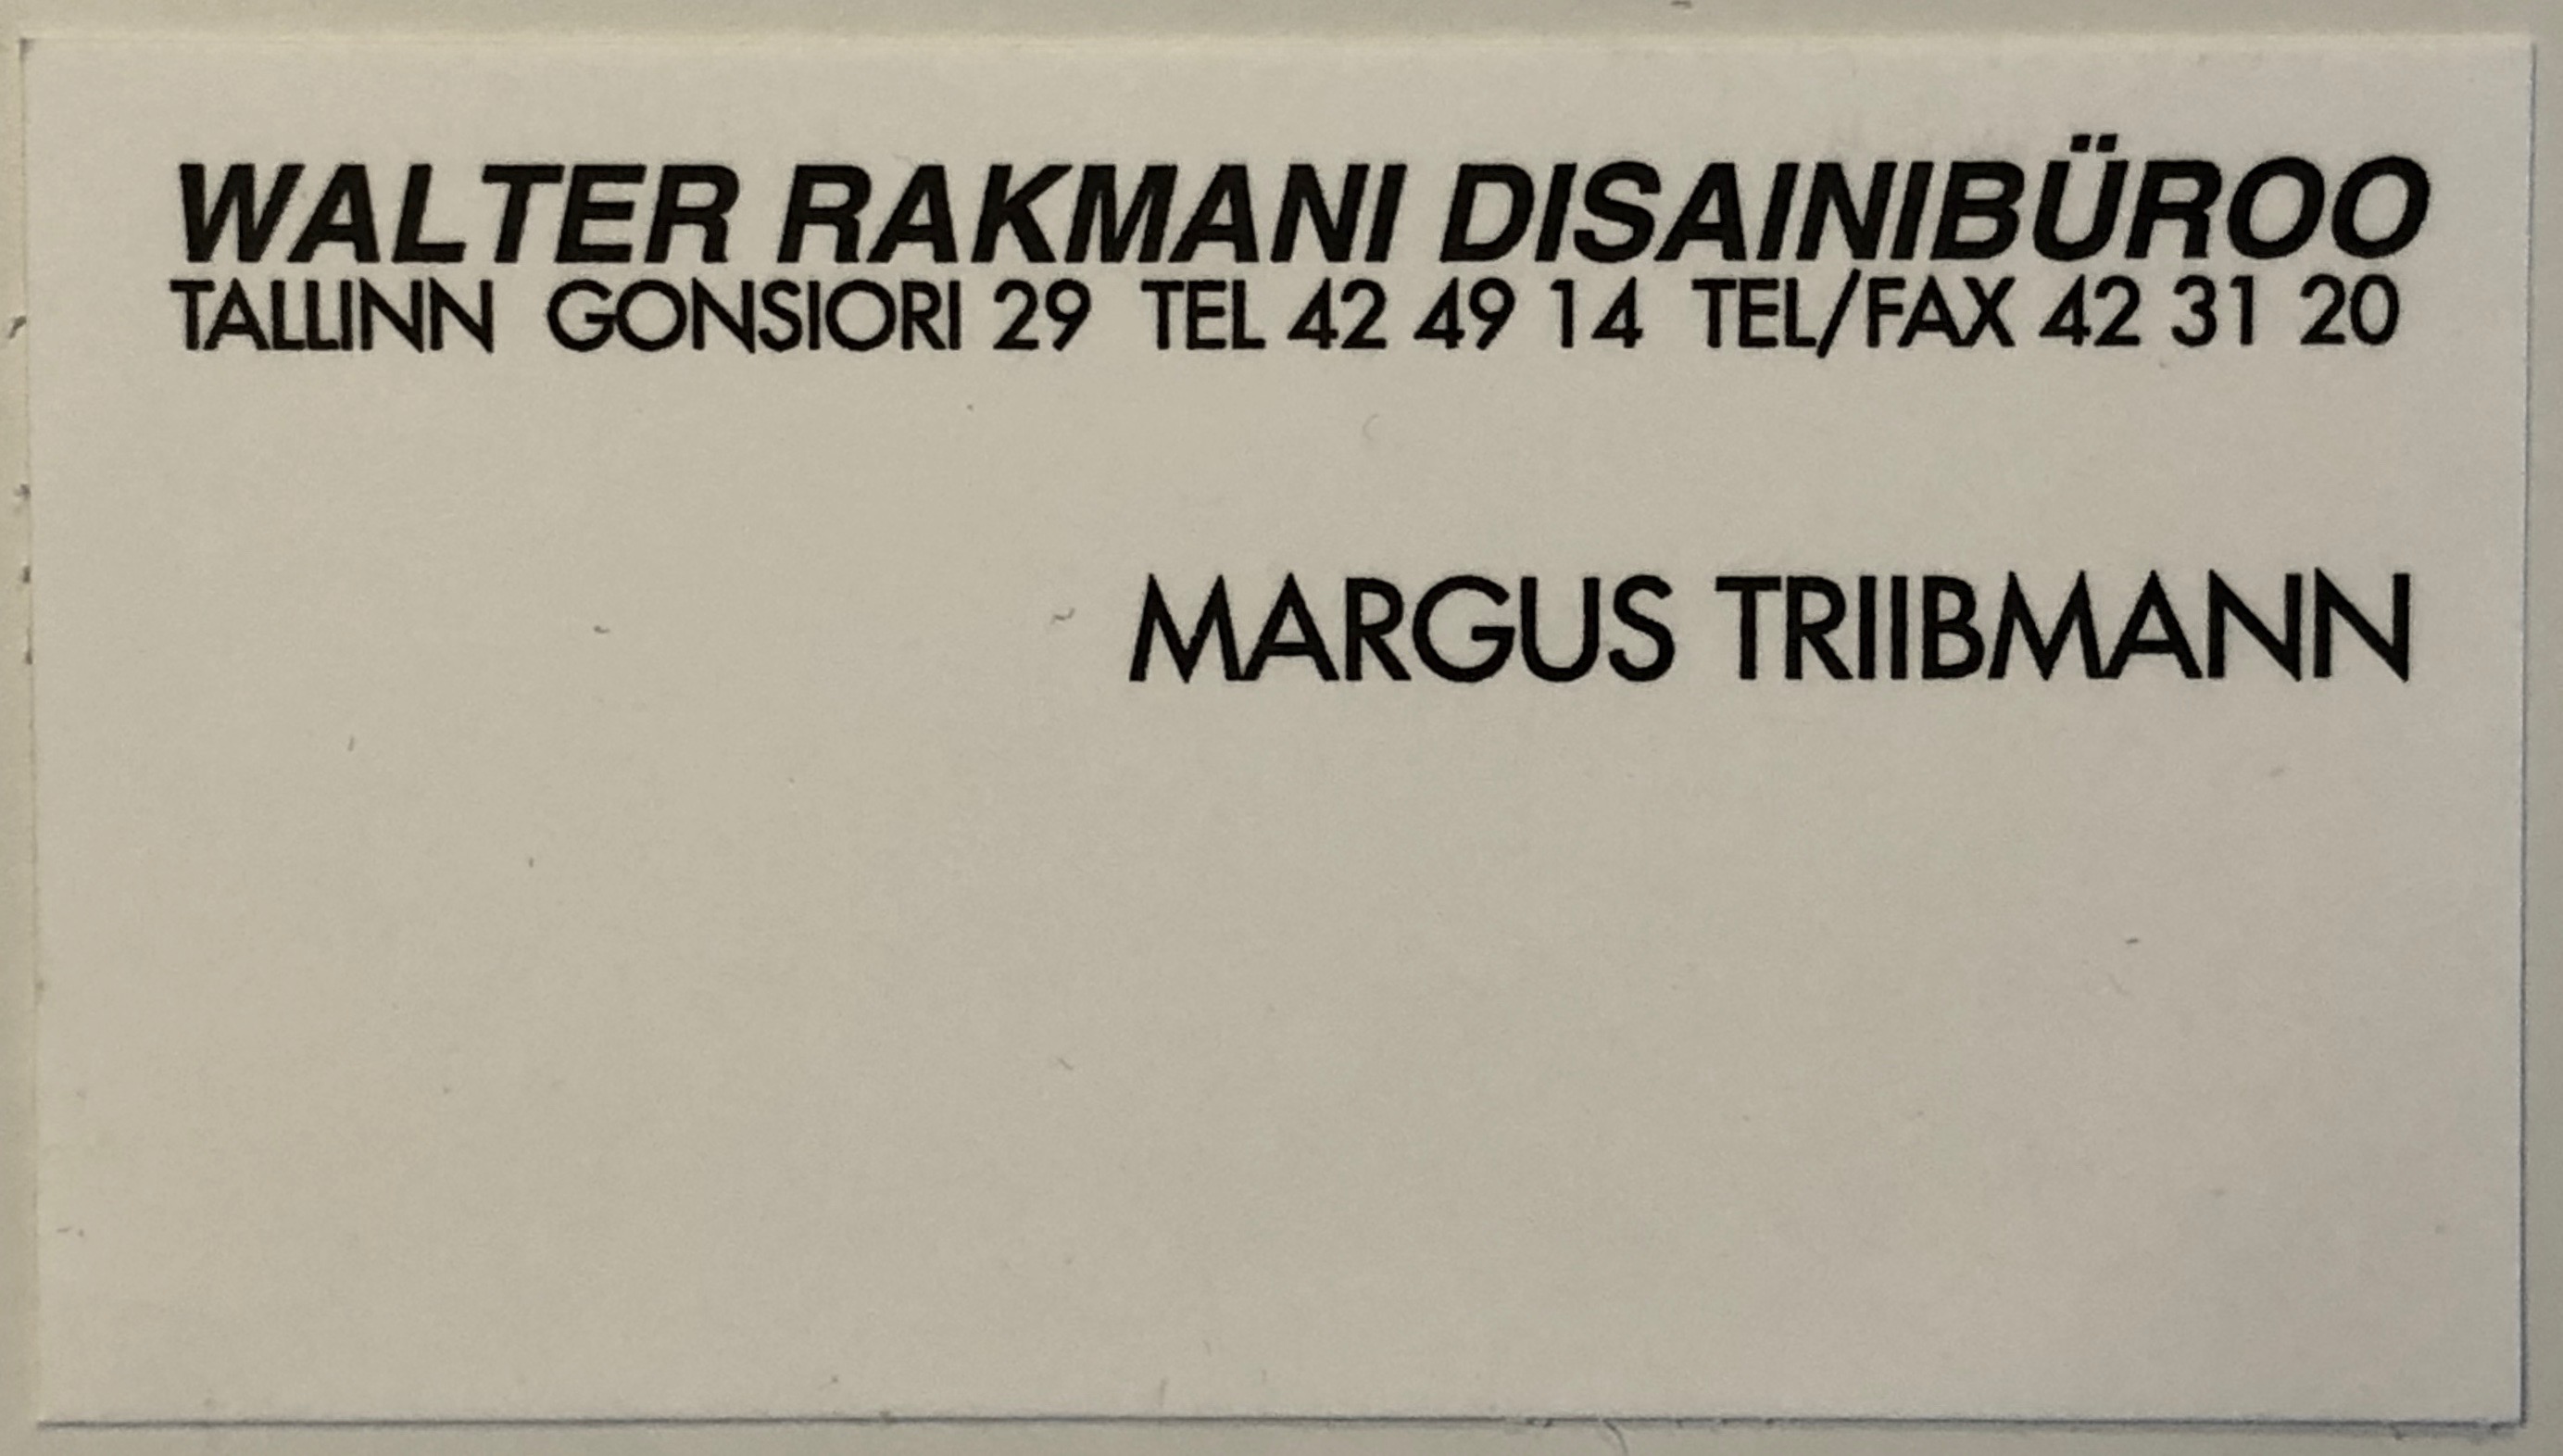 WALTER RAKMANI DISAINIBÜROO
TALLINN GONSIORI 29 TEL 42 49 14 TEL/FAX 42 31 20
MARGUS TRIIBMANN